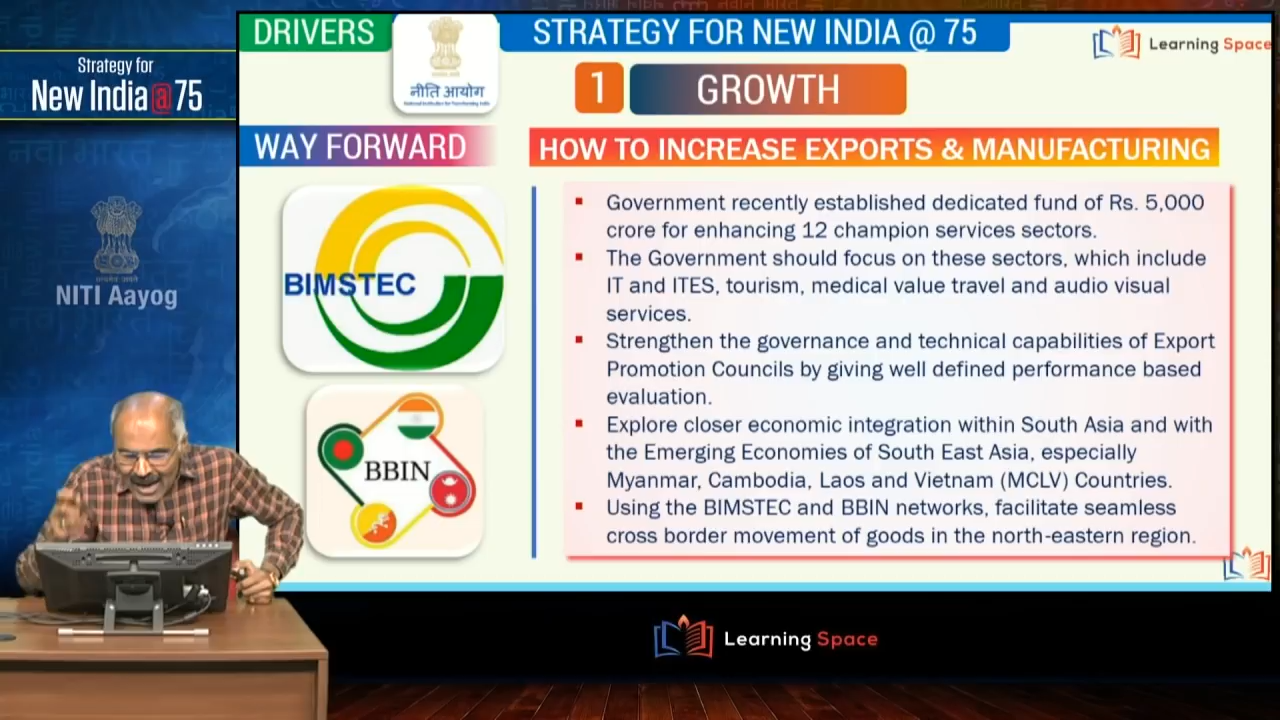 Strategy for
New India@75
NITI Aayog
DRIVERS
नीति आयोग
National Institution for Transforming India
STRATEGY FOR NEW INDIA @ 75
Learning Space
1
GROWTH
WAY FORWARD
HOW TO INCREASE EXPORTS & MANUFACTURING
BIMSTEC
BBIN
▪ Government recently established dedicated fund of Rs. 5,000
crore for enhancing 12 champion services sectors.
▪ The Government should focus on these sectors, which include
IT and ITES, tourism, medical value travel and audio visual
services.
▪ Strengthen the governance and technical capabilities of Export
Promotion Councils by giving well defined performance based
evaluation.
▪ Explore closer economic integration within South Asia and with
the Emerging Economies of South East Asia, especially
Myanmar, Cambodia, Laos and Vietnam (MCLV) Countries.
▪ Using the BIMSTEC and BBIN networks, facilitate seamless
cross border movement of goods in the north-eastern region.
Learning Space